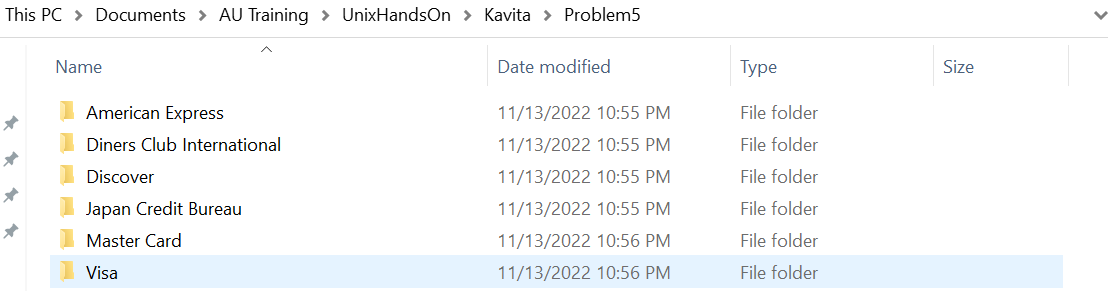 This PC > Documents > AU Training > UnixHandsOn > Kavita > Problem5
Name Date modified Type Size
American Express 11/13/2022 10:55 PM File folder
Diners Club International 11/13/2022 10:55 PM File folder
Discover 11/13/2022 10:55 PM File folder
Japan Credit Bureau 11/13/2022 10:55 PM File folder
Master Card 11/13/2022 10:56 PM File folder
Visa 11/13/2022 10:56 PM File folder